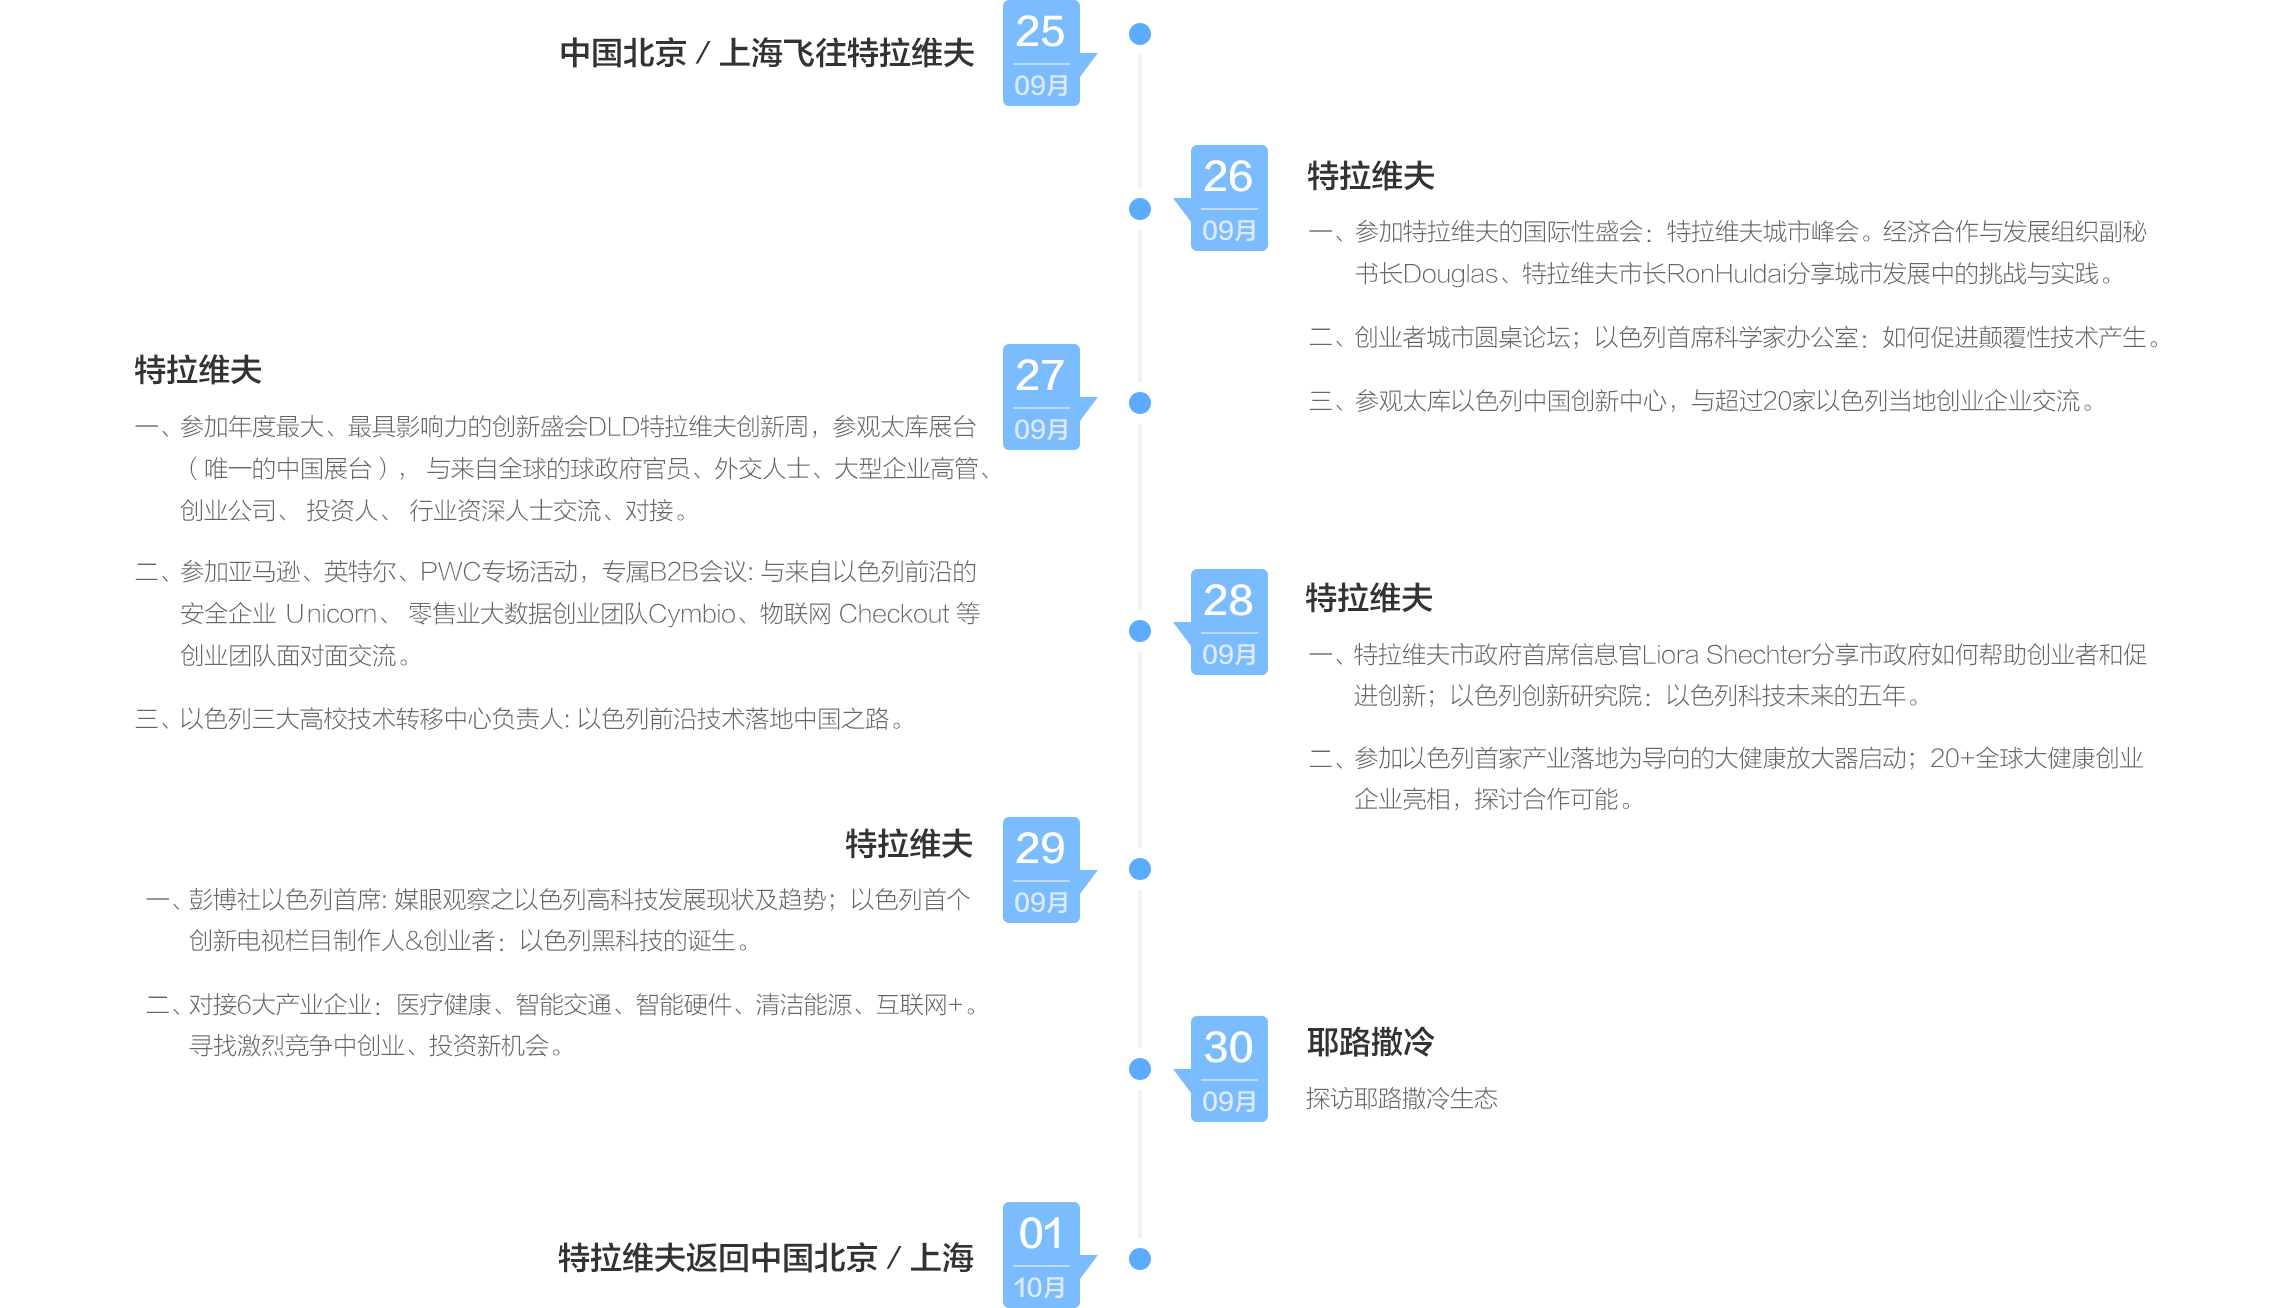 中国北京 / 上海飞往特拉维夫
25
09月
26
09月
特拉维夫
一、参加特拉维夫的国际性盛会：特拉维夫城市峰会。经济合作与发展组织副秘
书长Douglas、特拉维夫市长RonHuldai分享城市发展中的挑战与实践。
二、创业者城市圆桌论坛；以色列首席科学家办公室：如何促进颠覆性技术产生。
三、参观太库以色列中国创新中心，与超过20家以色列当地创业企业交流。
27
09月
特拉维夫
一、参加年度最大、最具影响力的创新盛会DLD特拉维夫创新周，参观太库展台
（唯一的中国展台）， 与来自全球的球政府官员、外交人士、大型企业高管、
创业公司、 投资人、 行业资深人士交流、对接。
二、参加亚马逊、英特尔、PWC专场活动，专属B2B会议: 与来自以色列前沿的
安全企业 Unicorn、 零售业大数据创业团队Cymbio、物联网 Checkout 等
创业团队面对面交流。
三、以色列三大高校技术转移中心负责人: 以色列前沿技术落地中国之路。
28
09月
特拉维夫
一、特拉维夫市政府首席信息官Liora Shechter分享市政府如何帮助创业者和促
进创新；以色列创新研究院：以色列科技未来的五年。
二、参加以色列首家产业落地为导向的大健康放大器启动；20+全球大健康创业
企业亮相，探讨合作可能。
29
09月
特拉维夫
一、彭博社以色列首席: 媒眼观察之以色列高科技发展现状及趋势；以色列首个
创新电视栏目制作人&创业者：以色列黑科技的诞生。
二、对接6大产业企业：医疗健康、智能交通、智能硬件、清洁能源、互联网+。
寻找激烈竞争中创业、投资新机会。
30
09月
耶路撒冷
探访耶路撒冷生态
01
10月
特拉维夫返回中国北京 / 上海